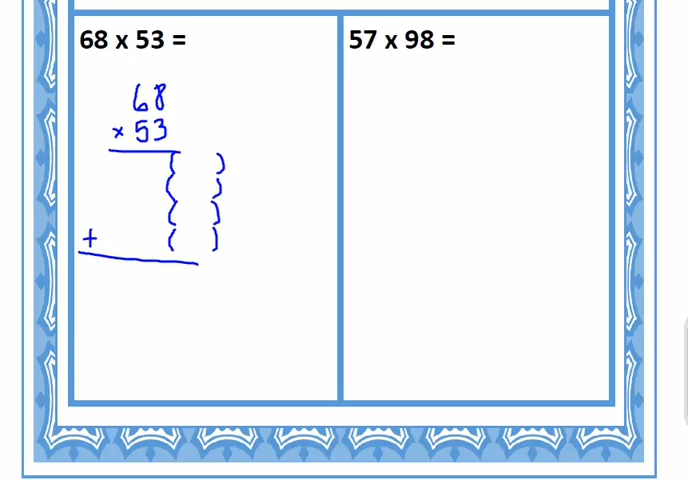 68 x 53 =
57 x 98 =
68
× 53
( )
( )
( )
+ ( )